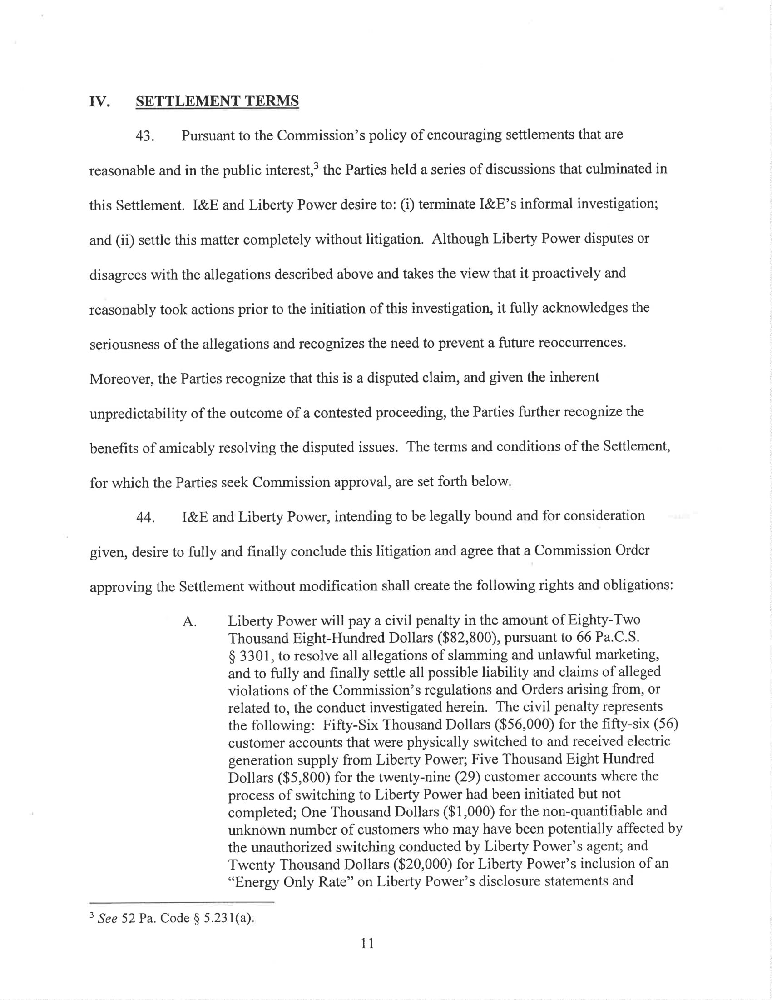 IV. SETTLEMENT TERMS
43. Pursuant to the Commission’s policy of encouraging settlements that are
reasonable and in the public interest,3 the Parties held a series of discussions that culminated in
this Settlement. I&E and Liberty Power desire to: (i) terminate I&E’s informal investigation;
and (ii) settle this matter completely without litigation. Although Liberty Power disputes or
disagrees with the allegations described above and takes the view that it proactively and
reasonably took actions prior to the initiation of this investigation, it fully acknowledges the
seriousness of the allegations and recognizes the need to prevent a future reoccurrences.
Moreover, the Parties recognize that this is a disputed claim, and given the inherent
unpredictability of the outcome of a contested proceeding, the Parties further recognize the
benefits of amicably resolving the disputed issues. The terms and conditions of the Settlement,
for which the Parties seek Commission approval, are set forth below.
44. I&E and Liberty Power, intending to be legally bound and for consideration
given, desire to fully and finally conclude this litigation and agree that a Commission Order
approving the Settlement without modification shall create the following rights and obligations:
A. Liberty Power will pay a civil penalty in the amount of Eighty-Two
Thousand Eight-Hundred Dollars ($82,800), pursuant to 66 Pa.C.S.
§ 3301, to resolve all allegations of slamming and unlawful marketing,
and to fully and finally settle all possible liability and claims of alleged
violations of the Commission’s regulations and Orders arising from, or
related to, the conduct investigated herein. The civil penalty represents
the following: Fifty-Six Thousand Dollars ($56,000) for the fifty-six (56)
customer accounts that were physically switched to and received electric
generation supply from Liberty Power; Five Thousand Eight Hundred
Dollars ($5,800) for the twenty-nine (29) customer accounts where the
process of switching to Liberty Power had been initiated but not
completed; One Thousand Dollars ($1,000) for the non-quantifiable and
unknown number of customers who may have been potentially affected by
the unauthorized switching conducted by Liberty Power’s agent; and
Twenty Thousand Dollars ($20,000) for Liberty Power’s inclusion of an
“Energy Only Rate” on Liberty Power’s disclosure statements and
3 See 52 Pa. Code § 5.231(a).
11